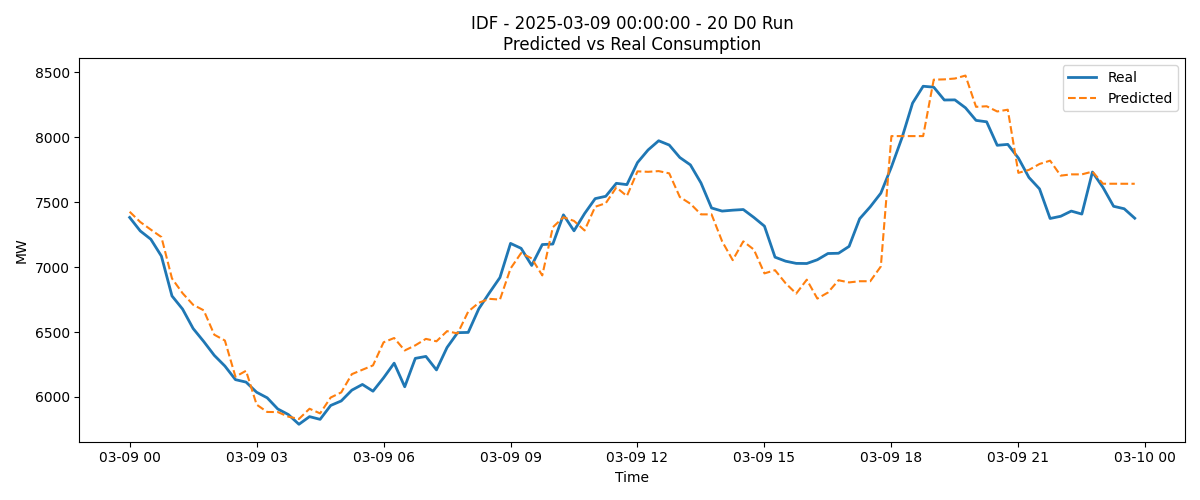 IDF - 2025-03-09 00:00:00 - 20 D0 Run
Predicted vs Real Consumption
MW
8500
8000
7500
7000
6500
6000
Real
Predicted
03-09 00
03-09 03
03-09 06
03-09 09
03-09 12
03-09 15
03-09 18
03-09 21
03-10 00
Time